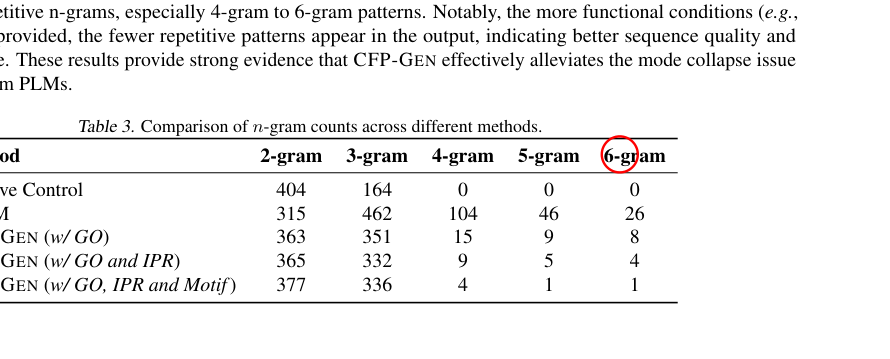 etitive n-grams, especially 4-gram to 6-gram patterns. Notably, the more functional conditions (e.g.,
provided, the fewer repetitive patterns appear in the output, indicating better sequence quality and
e. These results provide strong evidence that CFP-GEN effectively alleviates the mode collapse issue
m PLMs.
Table 3. Comparison of n-gram counts across different methods.
od 2-gram 3-gram 4-gram 5-gram 6-gram
ve Control 404 164 0 0 0
M 315 462 104 46 26
GEN (w/ GO) 363 351 15 9 8
GEN (w/ GO and IPR) 365 332 9 5 4
GEN (w/ GO, IPR and Motif) 377 336 4 1 1